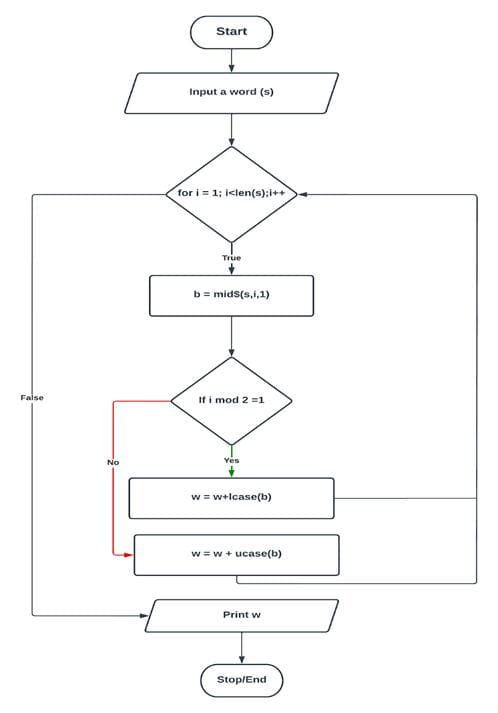 Start
Input a word (s)
for i = 1; i<len(s);i++
True
b = mid$(s,i,1)
If i mod 2 =1
False
Yes
No
w = w+lcase(b)
w = w + ucase(b)
Print w
Stop/End